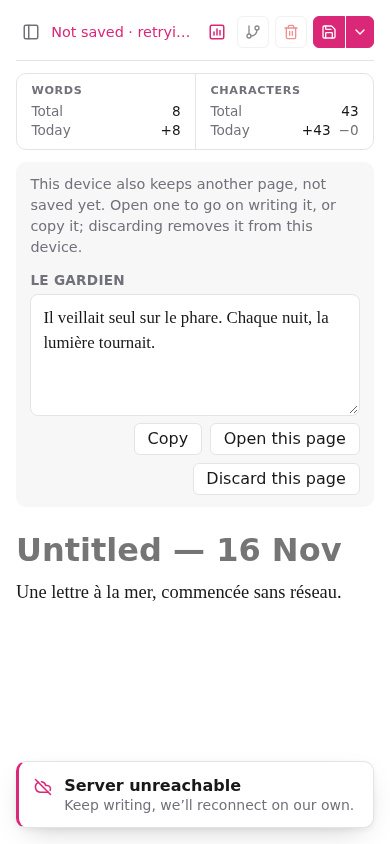 Not saved · retryi…
WORDS
Total 8
Today +8
CHARACTERS
Total 43
Today +43 −0
This device also keeps another page, not
saved yet. Open one to go on writing it, or
copy it; discarding removes it from this
device.
LE GARDIEN
Il veillait seul sur le phare. Chaque nuit, la
lumière tournait.
Copy
Open this page
Discard this page
Untitled — 16 Nov
Une lettre à la mer, commencée sans réseau.
Server unreachable
Keep writing, we’ll reconnect on our own.